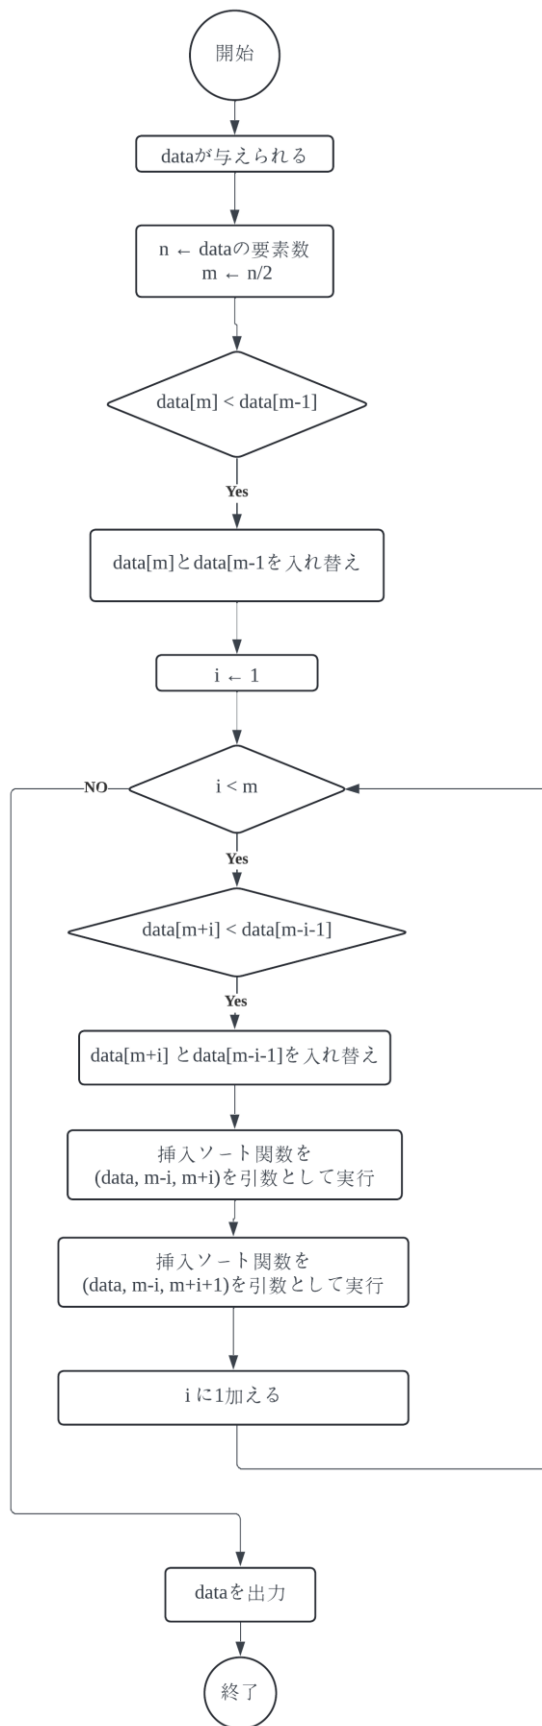 開始
dataが与えられる
n ← dataの要素数
m ← n/2
data[m] < data[m-1]
Yes
data[m]とdata[m-1を入れ替え
i ← 1
NO
i < m
Yes
data[m+i] < data[m-i-1]
Yes
data[m+i] とdata[m-i-1]を入れ替え
挿入ソート関数を
(data, m-i, m+i)を引数として実行
挿入ソート関数を
(data, m-i, m+i+1)を引数として実行
i に1加える
dataを出力
終了